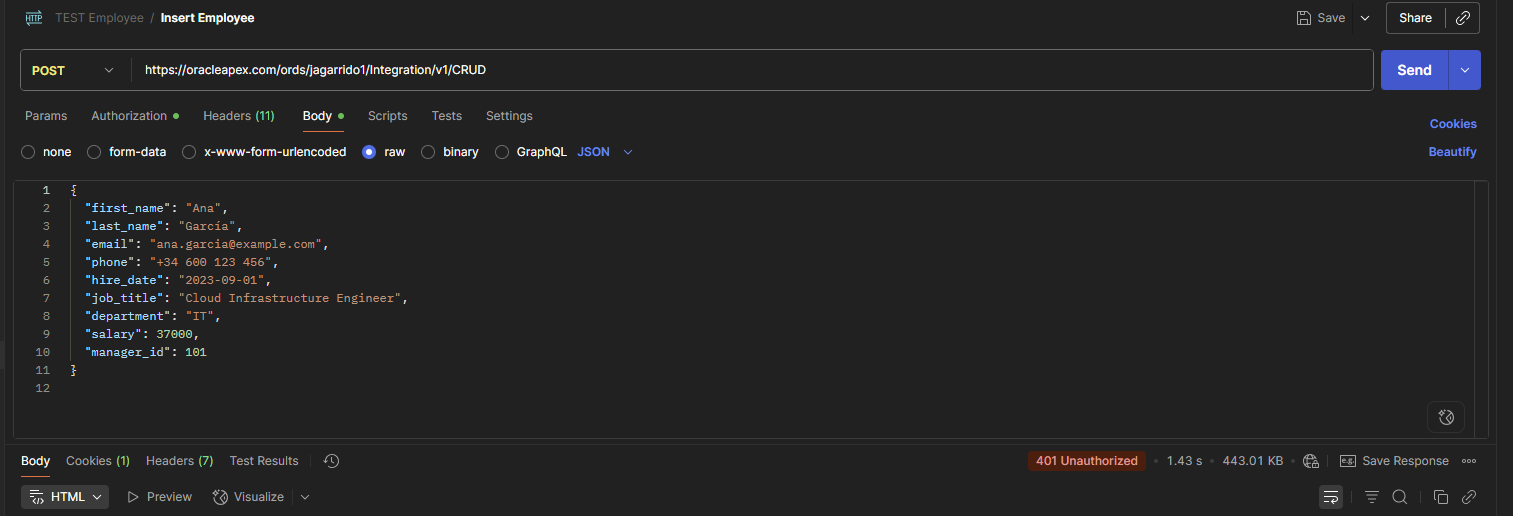 HTTP TEST Employee / Insert Employee Save Share
POST https://oracleapex.com/ords/jagarrido1/Integration/v1/CRUD Send
Params Authorization Headers (11) Body Scripts Tests Settings Cookies
none form-data x-www-form-urlencoded raw binary GraphQL JSON Beautify
1 {
2 "first_name": "Ana",
3 "last_name": "García",
4 "email": "ana.garcia@example.com",
5 "phone": "+34 600 123 456",
6 "hire_date": "2023-09-01",
7 "job_title": "Cloud Infrastructure Engineer",
8 "department": "IT",
9 "salary": 37000,
10 "manager_id": 101
11 }
12
Body Cookies (1) Headers (7) Test Results 401 Unauthorized • 1.43 s • 443.01 KB • e.g. Save Response
HTML Preview Visualize